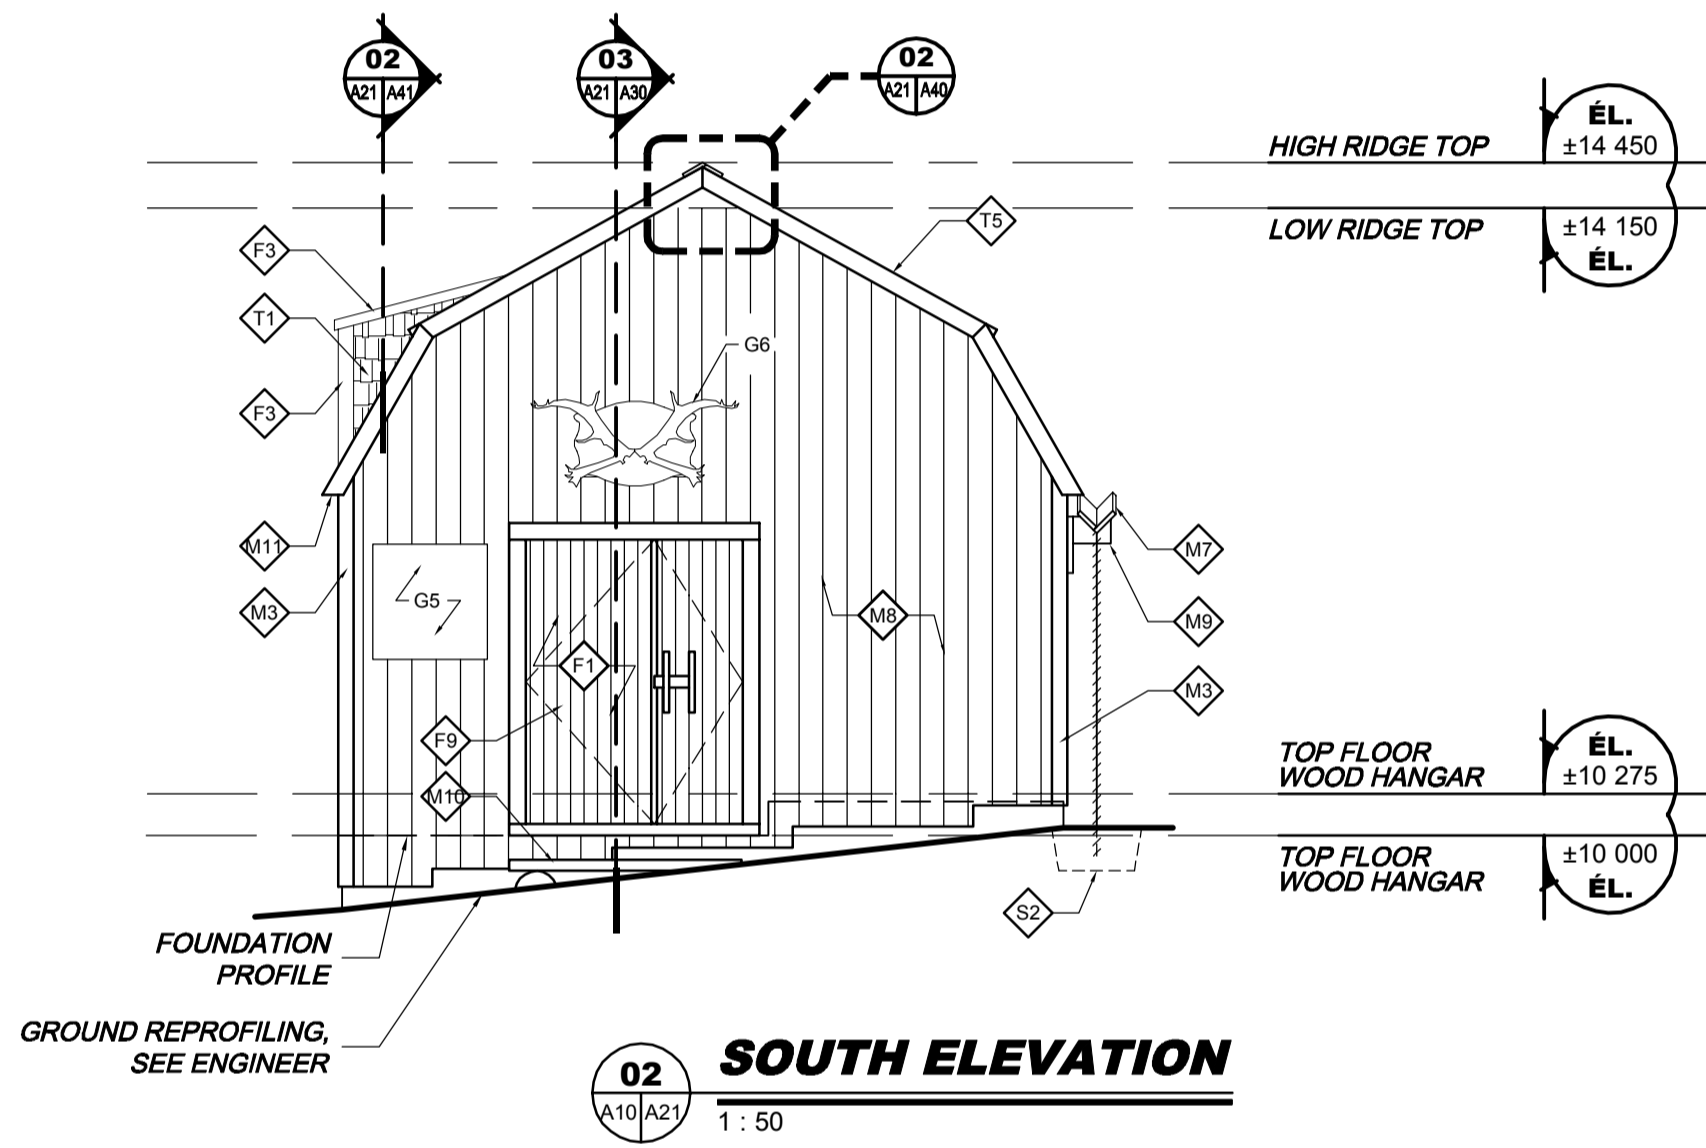 02
A21 A41
03
A21 A30
02
A21 A40
HIGH RIDGE TOP
ÉL.
±14 450
LOW RIDGE TOP
±14 150
ÉL.
F3
T1
F3
T5
G6
M11
M3
G5
F1
F9
M10
M8
M7
M9
M3
S2
TOP FLOOR
WOOD HANGAR
ÉL.
±10 275
TOP FLOOR
WOOD HANGAR
±10 000
ÉL.
FOUNDATION
PROFILE
GROUND REPROFILING,
SEE ENGINEER
02
A10 A21
SOUTH ELEVATION
1 : 50